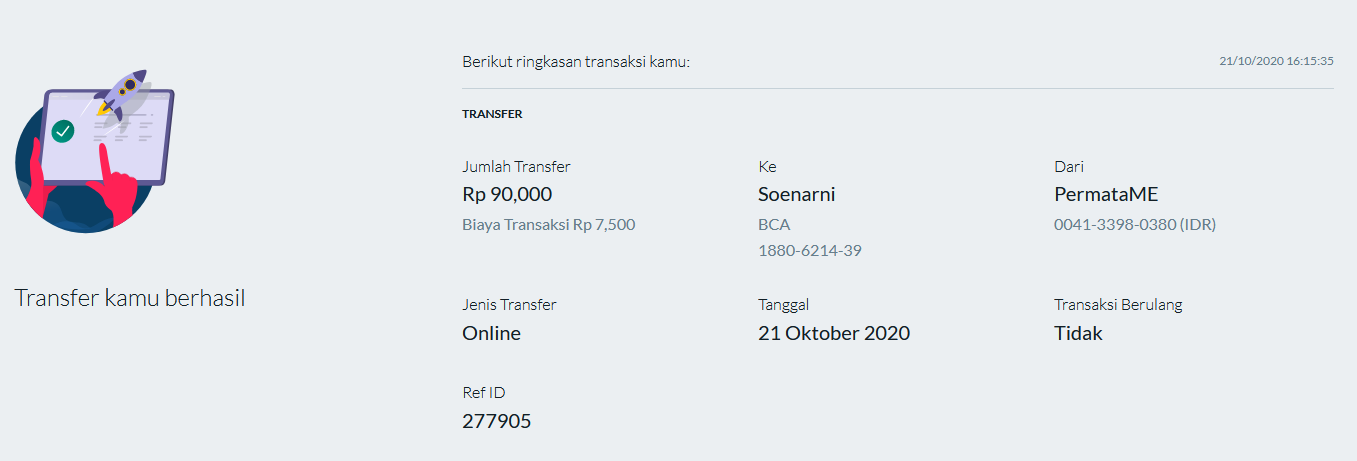 Berikut ringkasan transaksi kamu:
21/10/2020 16:15:35
TRANSFER
Jumlah Transfer
Rp 90,000
Biaya Transaksi Rp 7,500
Ke
Soenarni
BCA
1880-6214-39
Dari
PermataME
0041-3398-0380 (IDR)
Transfer kamu berhasil
Jenis Transfer
Online
Tanggal
21 Oktober 2020
Transaksi Berulang
Tidak
Ref ID
277905